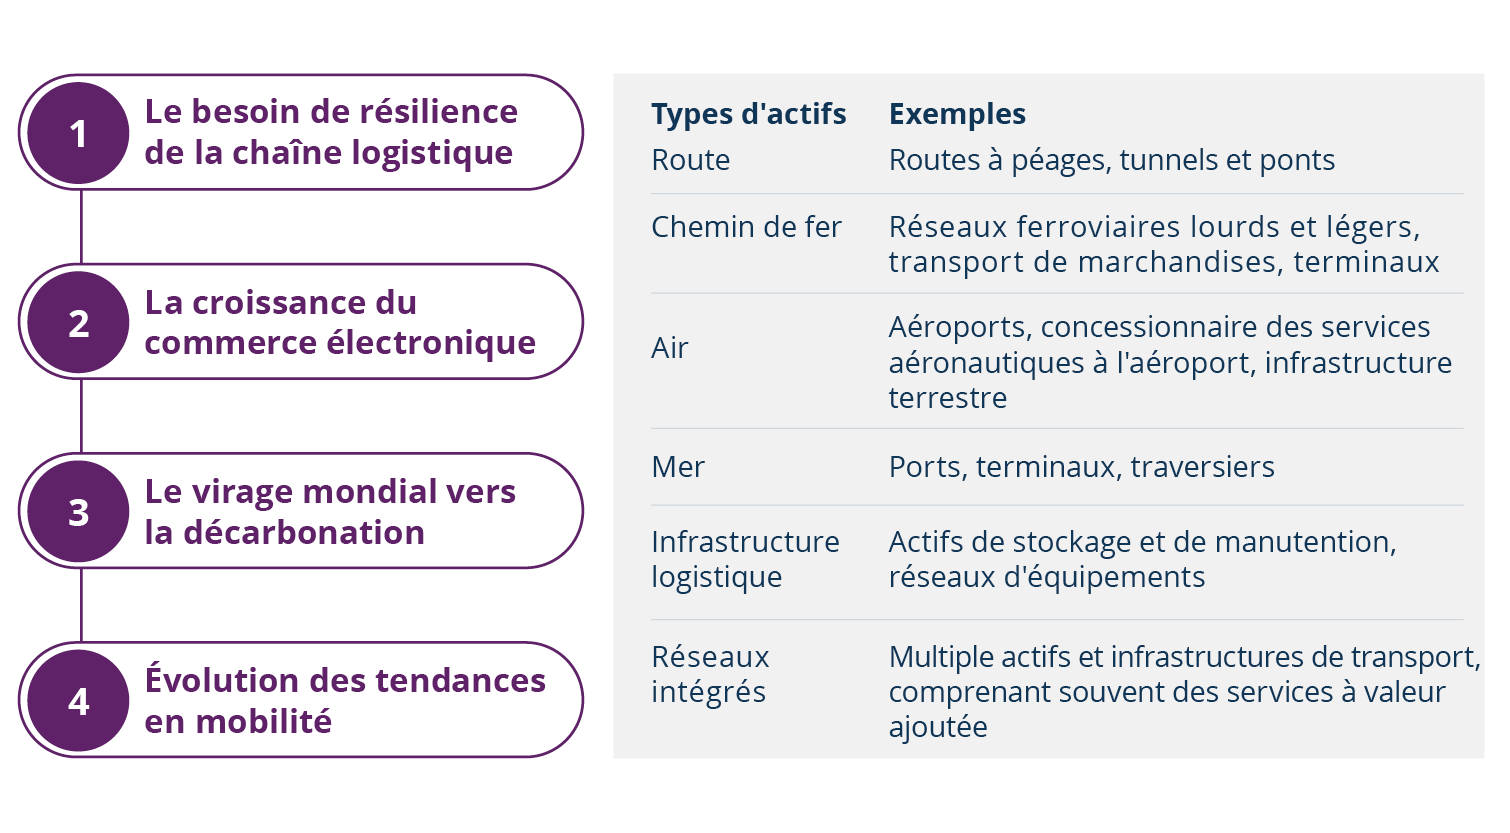 1
Le besoin de résilience
de la chaîne logistique
2
La croissance du
commerce électronique
3
Le virage mondial vers
la décarbonation
4
Évolution des tendances
en mobilité
Types d'actifs Exemples
Route Routes à péages, tunnels et ponts
Chemin de fer Réseaux ferroviaires lourds et légers,
transport de marchandises, terminaux
Air Aéroports, concessionnaire des services
aéronautiques à l'aéroport, infrastructure
terrestre
Mer Ports, terminaux, traversiers
Infrastructure Actifs de stockage et de manutention,
logistique réseaux d'équipements
Réseaux Multiple actifs et infrastructures de transport,
intégrés comprenant souvent des services à valeur
ajoutée